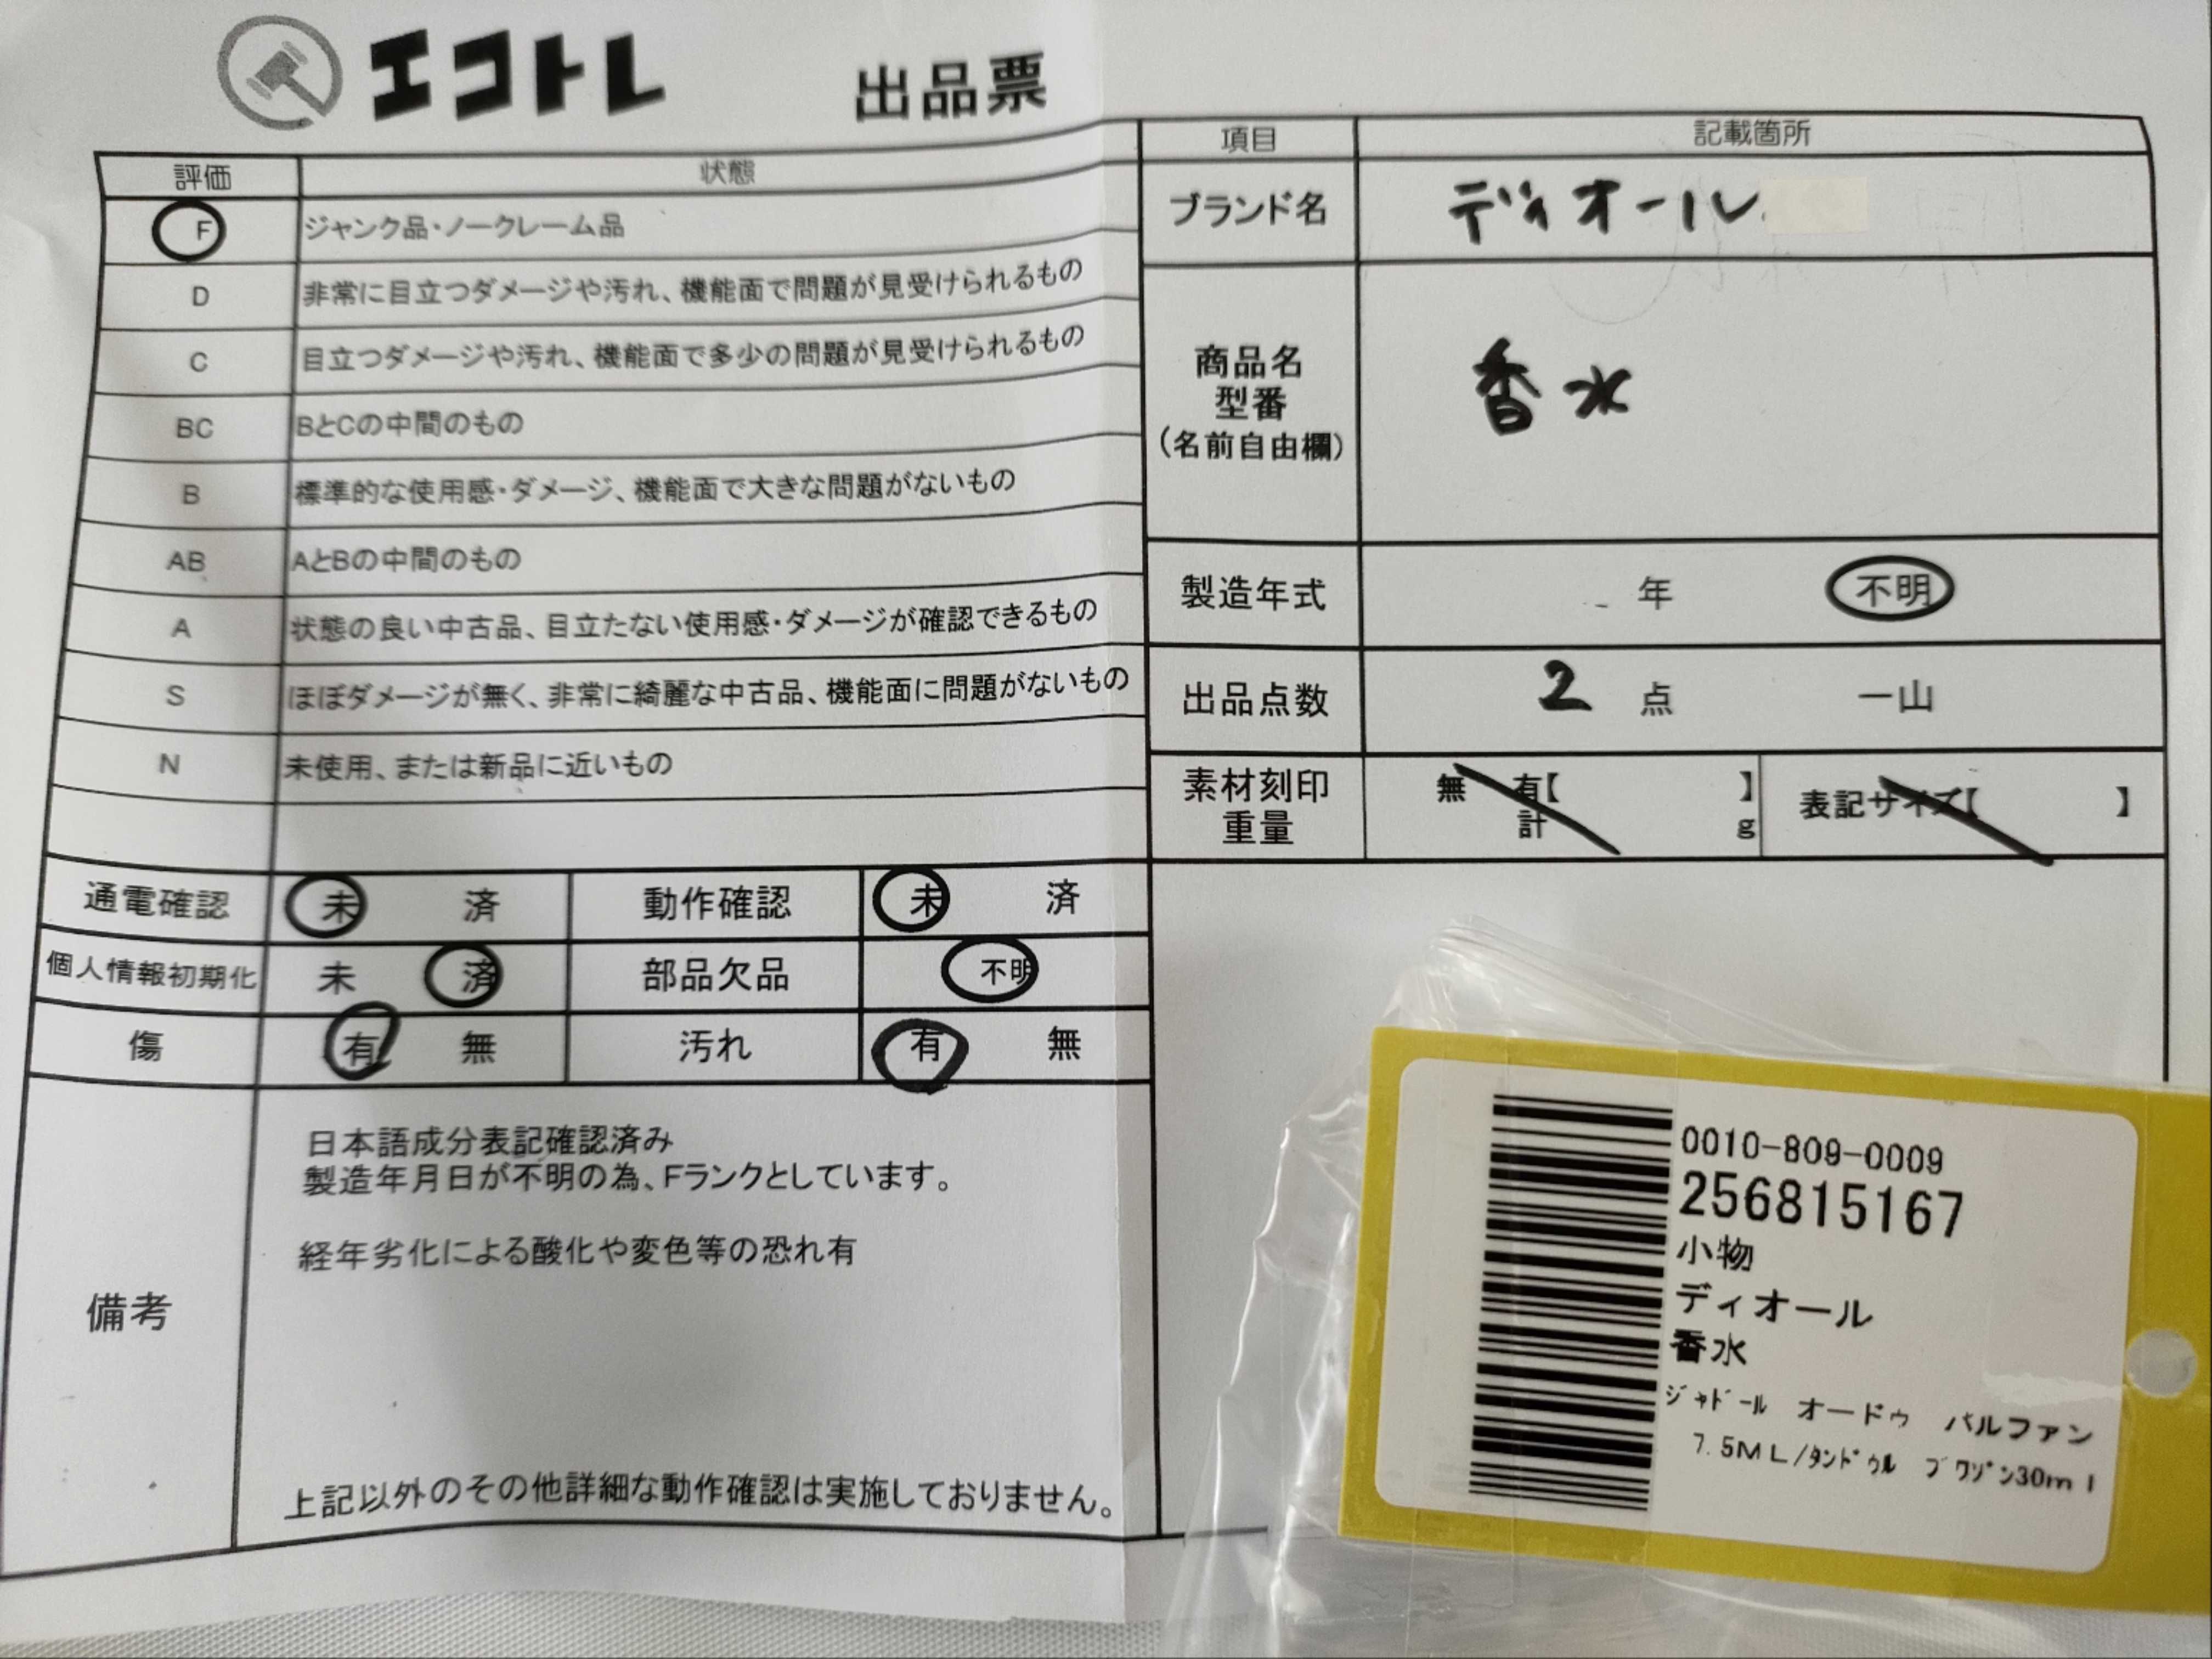 エコトレ 出品票
評価 状態
F ジャンク品・ノークレーム品
D 非常に目立つダメージや汚れ、機能面で問題が見受けられるもの
C 目立つダメージや汚れ、機能面で多少の問題が見受けられるもの
BC BとCの中間のもの
B 標準的な使用感・ダメージ、機能面で大きな問題がないもの
AB AとBの中間のもの
A 状態の良い中古品、目立たない使用感・ダメージが確認できるもの
S ほぼダメージが無く、非常に綺麗な中古品、機能面に問題がないもの
N 未使用、または新品に近いもの
通電確認 未 済 動作確認 未 済
個人情報初期化 未 済 部品欠品 不明
傷 有 無 汚れ 有 無
備考
日本語成分表記確認済み
製造年月日が不明の為、Fランクとしています。
経年劣化による酸化や変色等の恐れ有
上記以外のその他詳細な動作確認は実施しておりません。
項目 記載箇所
ブランド名 ディオール
商品名
型番
(名前自由欄)
香水
製造年式 年 不明
出品点数 2 点 一山
素材刻印
重量
無 有【 】
計 g
表記サイズ【 】
0010-809-0009
256815167
小物
ディオール
香水
ジャドール オードゥ パルファン
7.5ML/タンドゥル プワゾン30ml